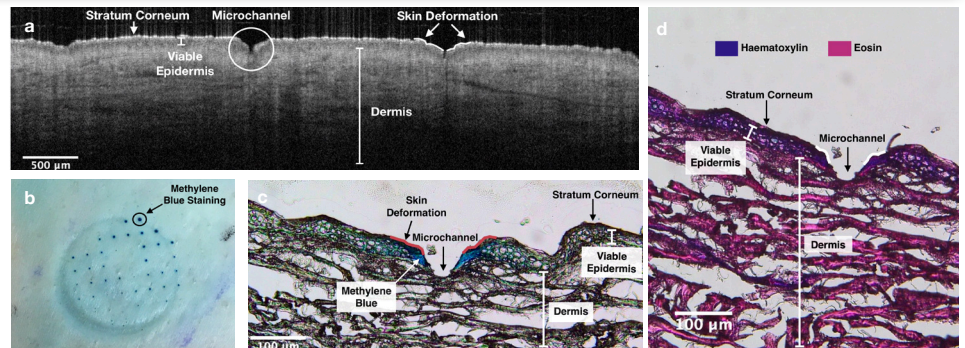 a
Stratum Corneum
Microchannel
Skin Deformation
Viable
Epidermis
Dermis
500 µm
b
Methylene
Blue Staining
c
Skin
Deformation
Microchannel
Stratum Corneum
Viable
Epidermis
Methylene
Blue
Dermis
100 µm
d
Haematoxylin
Eosin
Stratum Corneum
Microchannel
Viable
Epidermis
Dermis
100 µm